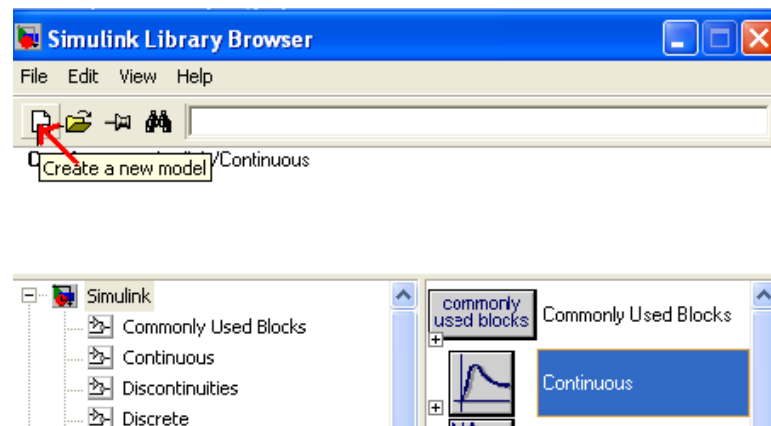 Simulink Library Browser
File Edit View Help
Create a new model /Continuous
Simulink
Commonly Used Blocks
Continuous
Discontinuities
Discrete
commonly
used blocks
Commonly Used Blocks
Continuous